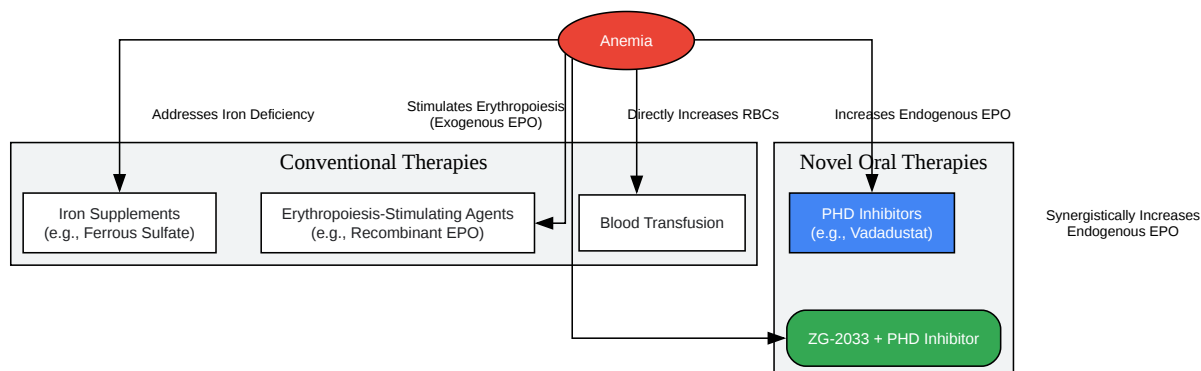 Anemia
Addresses Iron Deficiency
Stimulates Erythropoiesis
(Exogenous EPO)
Directly Increases RBCs
Increases Endogenous EPO
Conventional Therapies
Novel Oral Therapies
Iron Supplements
(e.g., Ferrous Sulfate)
Erythropoiesis-Stimulating Agents
(e.g., Recombinant EPO)
Blood Transfusion
PHD Inhibitors
(e.g., Vadadustat)
Synergistically Increases
Endogenous EPO
ZG-2033 + PHD Inhibitor